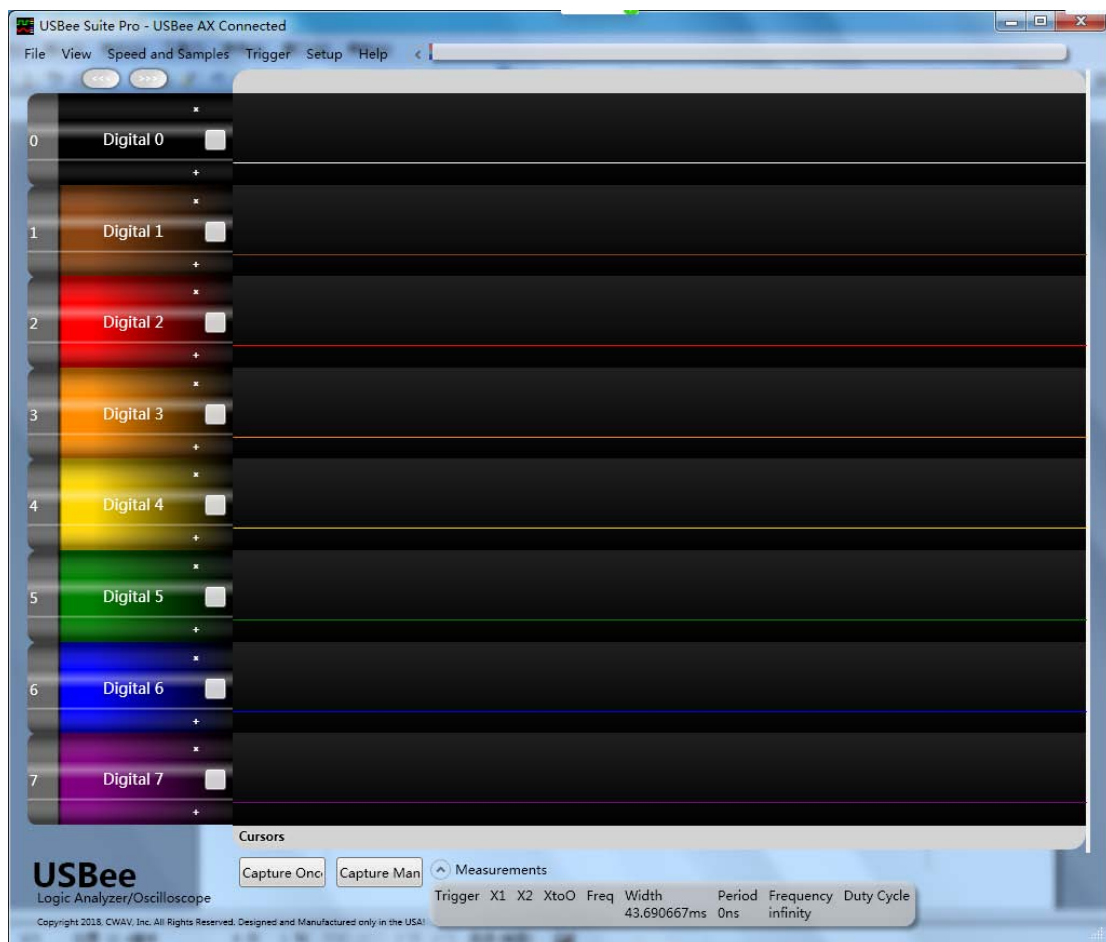 USBee Suite Pro - USBee AX Connected
File View Speed and Samples Trigger Setup Help <
<<< >>>
0 Digital 0
+
1 Digital 1
+
2 Digital 2
+
3 Digital 3
+
4 Digital 4
+
5 Digital 5
+
6 Digital 6
+
7 Digital 7
+
Cursors
USBee
Logic Analyzer/Oscilloscope
Copyright 2018, CWAV, Inc. All Rights Reserved. Designed and Manufactured only in the USA!
Capture Onc Capture Man
Measurements
Trigger X1 X2 XtoO Freq Width Period Frequency Duty Cycle
43.690667ms 0ns infinity